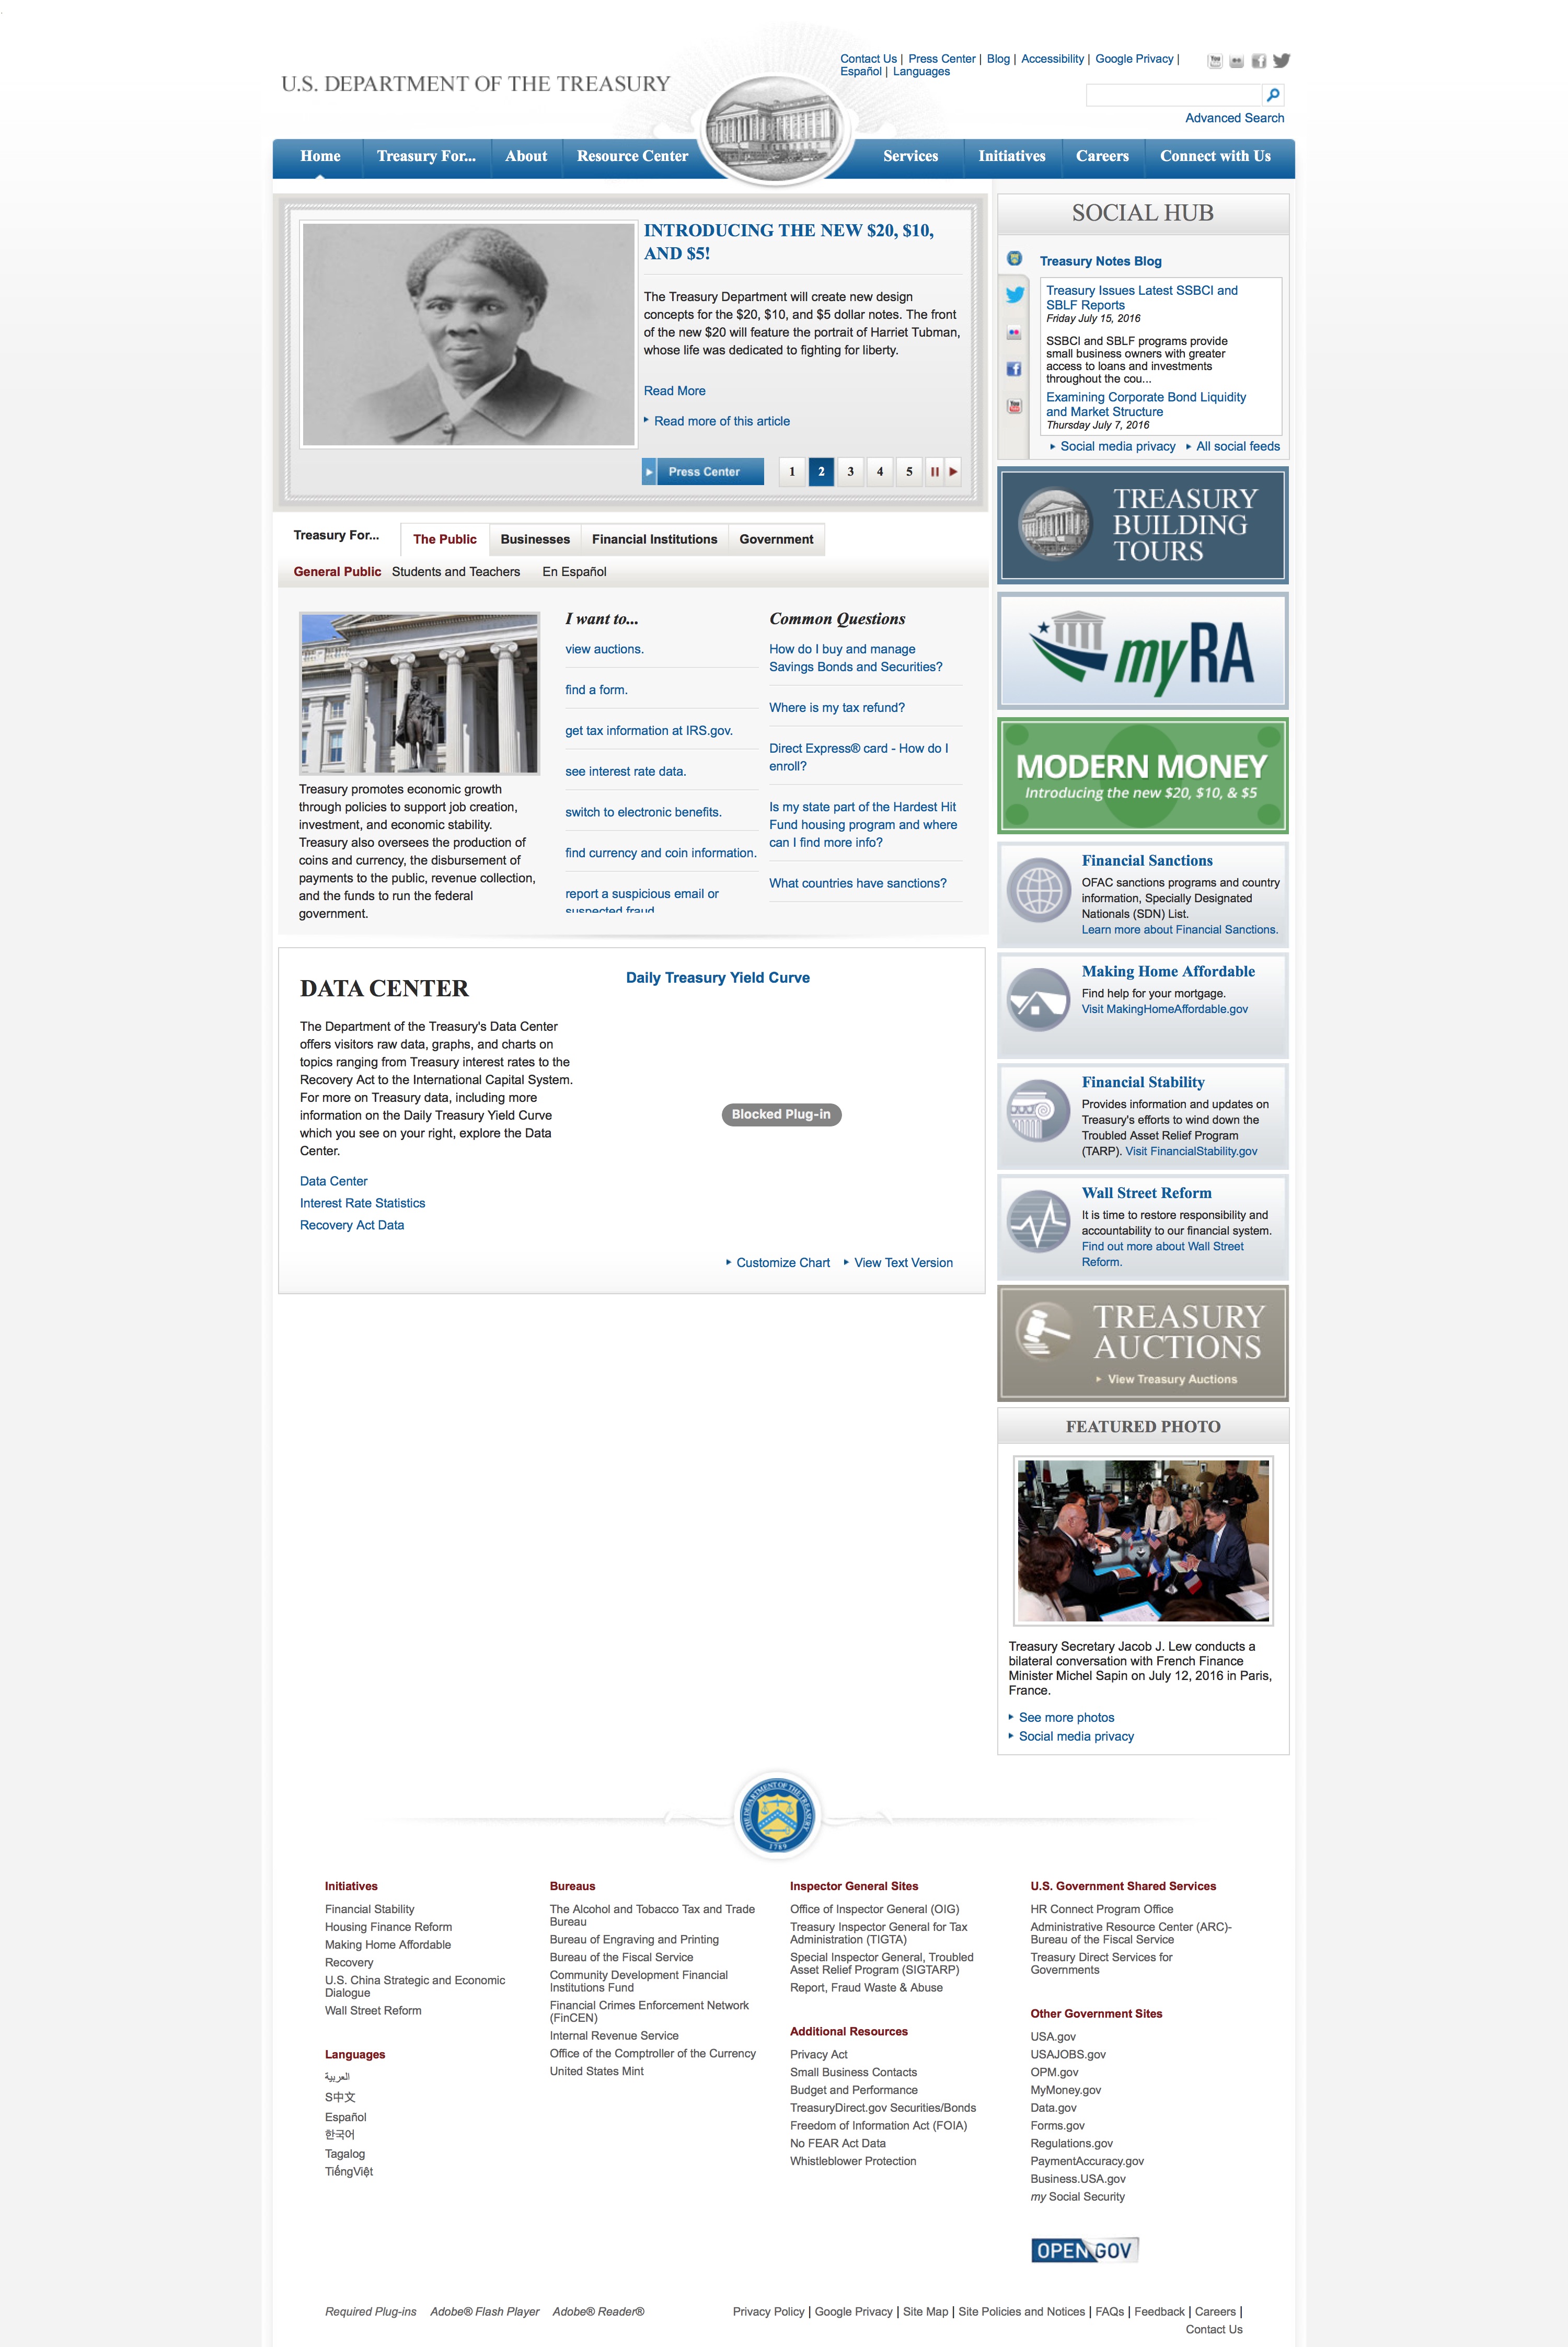 Contact Us | Press Center | Blog | Accessibility | Google Privacy |
Español | Languages
U.S. DEPARTMENT OF THE TREASURY
Advanced Search
Home
Treasury For...
About
Resource Center
Services
Initiatives
Careers
Connect with Us
INTRODUCING THE NEW $20, $10,
AND $5!
The Treasury Department will create new design
concepts for the $20, $10, and $5 dollar notes. The front
of the new $20 will feature the portrait of Harriet Tubman,
whose life was dedicated to fighting for liberty.
Read More
Read more of this article
Press Center
1 2 3 4 5
Treasury For...
The Public
Businesses
Financial Institutions
Government
General Public
Students and Teachers
En Español
Treasury promotes economic growth
through policies to support job creation,
investment, and economic stability.
Treasury also oversees the production of
coins and currency, the disbursement of
payments to the public, revenue collection,
and the funds to run the federal
government.
I want to...
view auctions.
find a form.
get tax information at IRS.gov.
see interest rate data.
switch to electronic benefits.
find currency and coin information.
report a suspicious email or
suspected fraud
Common Questions
How do I buy and manage
Savings Bonds and Securities?
Where is my tax refund?
Direct Express® card - How do I
enroll?
Is my state part of the Hardest Hit
Fund housing program and where
can I find more info?
What countries have sanctions?
DATA CENTER
The Department of the Treasury's Data Center
offers visitors raw data, graphs, and charts on
topics ranging from Treasury interest rates to the
Recovery Act to the International Capital System.
For more on Treasury data, including more
information on the Daily Treasury Yield Curve
which you see on your right, explore the Data
Center.
Data Center
Interest Rate Statistics
Recovery Act Data
Daily Treasury Yield Curve
Blocked Plug-in
Customize Chart
View Text Version
SOCIAL HUB
Treasury Notes Blog
Treasury Issues Latest SSBCI and
SBLF Reports
Friday July 15, 2016
SSBCI and SBLF programs provide
small business owners with greater
access to loans and investments
throughout the cou...
Examining Corporate Bond Liquidity
and Market Structure
Thursday July 7, 2016
Social media privacy
All social feeds
TREASURY
BUILDING
TOURS
myRA
MODERN MONEY
Introducing the new $20, $10, & $5
Financial Sanctions
OFAC sanctions programs and country
information, Specially Designated
Nationals (SDN) List.
Learn more about Financial Sanctions.
Making Home Affordable
Find help for your mortgage.
Visit MakingHomeAffordable.gov
Financial Stability
Provides information and updates on
Treasury's efforts to wind down the
Troubled Asset Relief Program
(TARP). Visit FinancialStability.gov
Wall Street Reform
It is time to restore responsibility and
accountability to our financial system.
Find out more about Wall Street
Reform.
TREASURY
AUCTIONS
View Treasury Auctions
FEATURED PHOTO
Treasury Secretary Jacob J. Lew conducts a
bilateral conversation with French Finance
Minister Michel Sapin on July 12, 2016 in Paris,
France.
See more photos
Social media privacy
THE DEPARTMENT OF THE TREASURY
1789
Initiatives
Financial Stability
Housing Finance Reform
Making Home Affordable
Recovery
U.S. China Strategic and Economic
Dialogue
Wall Street Reform
Languages
العربية
S中文
Español
한국어
Tagalog
TiếngViệt
Bureaus
The Alcohol and Tobacco Tax and Trade
Bureau
Bureau of Engraving and Printing
Bureau of the Fiscal Service
Community Development Financial
Institutions Fund
Financial Crimes Enforcement Network
(FinCEN)
Internal Revenue Service
Office of the Comptroller of the Currency
United States Mint
Inspector General Sites
Office of Inspector General (OIG)
Treasury Inspector General for Tax
Administration (TIGTA)
Special Inspector General, Troubled
Asset Relief Program (SIGTARP)
Report, Fraud Waste & Abuse
Additional Resources
Privacy Act
Small Business Contacts
Budget and Performance
TreasuryDirect.gov Securities/Bonds
Freedom of Information Act (FOIA)
No FEAR Act Data
Whistleblower Protection
U.S. Government Shared Services
HR Connect Program Office
Administrative Resource Center (ARC)-
Bureau of the Fiscal Service
Treasury Direct Services for
Governments
Other Government Sites
USA.gov
USAJOBS.gov
OPM.gov
MyMoney.gov
Data.gov
Forms.gov
Regulations.gov
PaymentAccuracy.gov
Business.USA.gov
my Social Security
OPEN GOV
Required Plug-ins Adobe® Flash Player Adobe® Reader®
Privacy Policy | Google Privacy | Site Map | Site Policies and Notices | FAQs | Feedback | Careers |
Contact Us